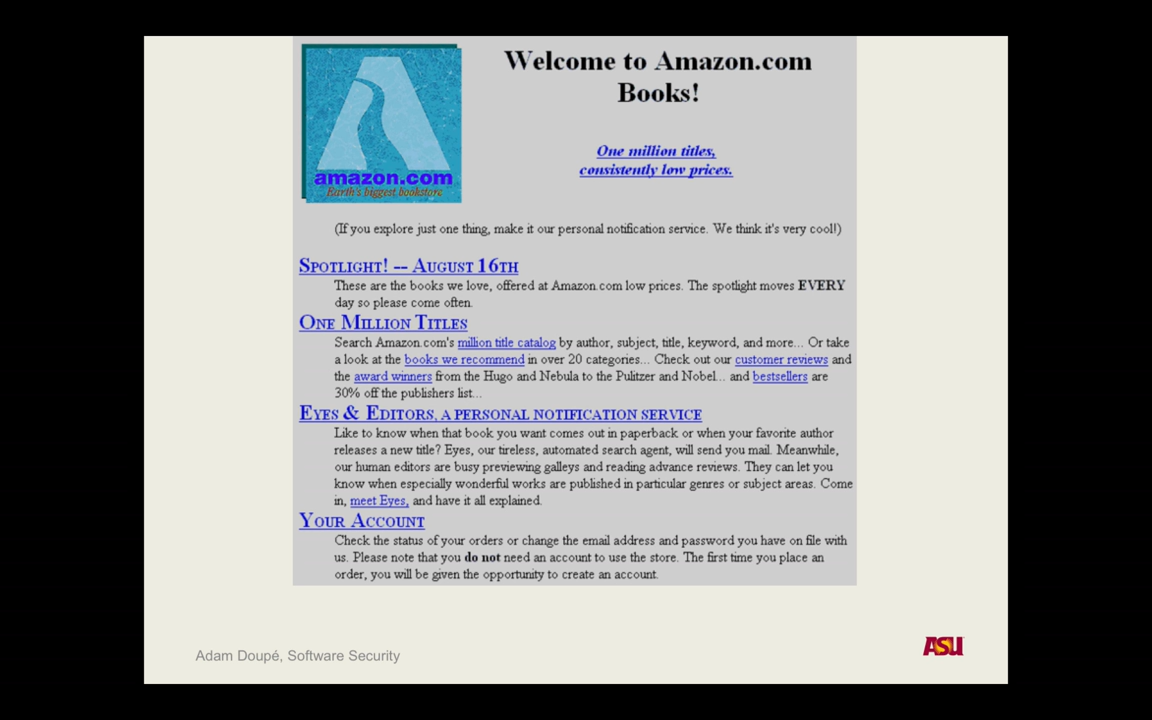 Welcome to Amazon.com
Books!
One million titles,
consistently low prices.
amazon.com
Earth's biggest bookstore
(If you explore just one thing, make it our personal notification service. We think it's very cool!)
SPOTLIGHT! -- AUGUST 16TH
These are the books we love, offered at Amazon.com low prices. The spotlight moves EVERY
day so please come often.
ONE MILLION TITLES
Search Amazon.com's million title catalog by author, subject, title, keyword, and more... Or take
a look at the books we recommend in over 20 categories... Check out our customer reviews and
the award winners from the Hugo and Nebula to the Pulitzer and Nobel... and bestsellers are
30% off the publishers list...
EYES & EDITORS, A PERSONAL NOTIFICATION SERVICE
Like to know when that book you want comes out in paperback or when your favorite author
releases a new title? Eyes, our tireless, automated search agent, will send you mail. Meanwhile,
our human editors are busy previewing galleys and reading advance reviews. They can let you
know when especially wonderful works are published in particular genres or subject areas. Come
in, meet Eyes, and have it all explained.
YOUR ACCOUNT
Check the status of your orders or change the email address and password you have on file with
us. Please note that you do not need an account to use the store. The first time you place an
order, you will be given the opportunity to create an account.
Adam Doupé, Software Security
ASU